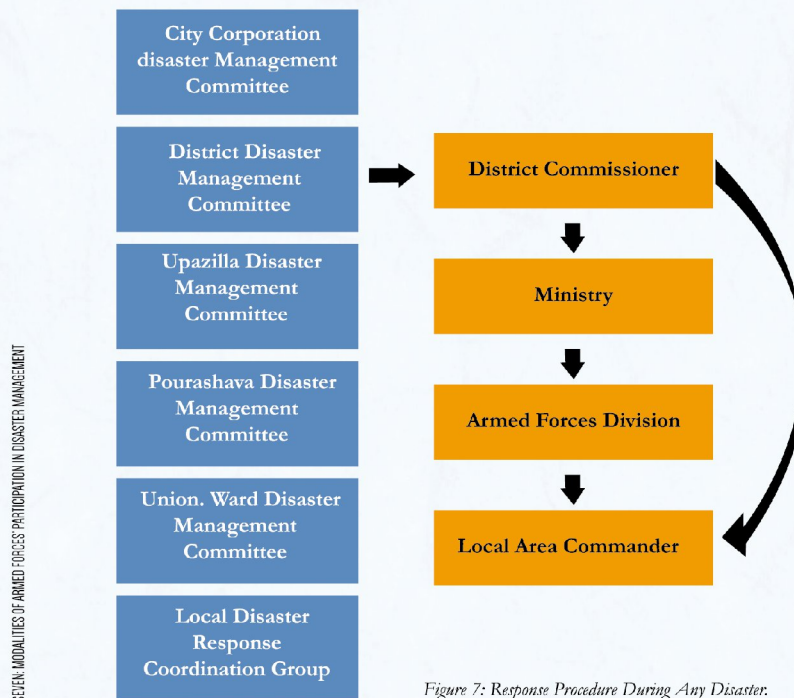 City Corporation
disaster Management
Committee
District Disaster
Management
Committee
Upazilla Disaster
Management
Committee
Pourashava Disaster
Management
Committee
Union. Ward Disaster
Management
Committee
Local Disaster
Response
Coordination Group
District Commissioner
Ministry
Armed Forces Division
Local Area Commander
Figure 7: Response Procedure During Any Disaster.
EVEN: MODALITIES OF ARMED FORCES' PARTICIPATION IN DISASTER MANAGEMENT